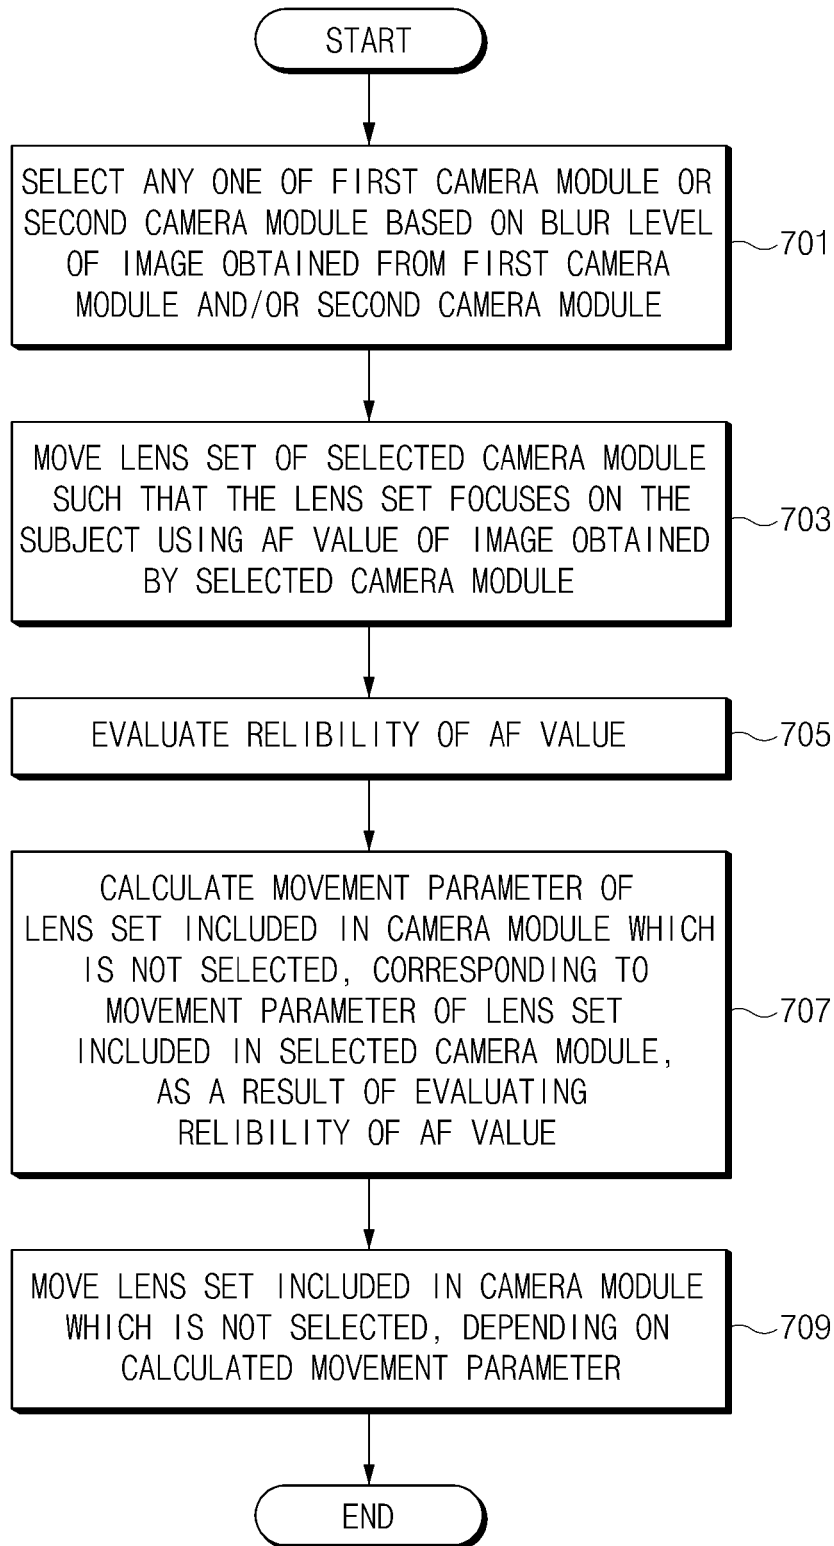 START
SELECT ANY ONE OF FIRST CAMERA MODULE OR
SECOND CAMERA MODULE BASED ON BLUR LEVEL
OF IMAGE OBTAINED FROM FIRST CAMERA
MODULE AND/OR SECOND CAMERA MODULE
701
MOVE LENS SET OF SELECTED CAMERA MODULE
SUCH THAT THE LENS SET FOCUSES ON THE
SUBJECT USING AF VALUE OF IMAGE OBTAINED
BY SELECTED CAMERA MODULE
703
EVALUATE RELIBILITY OF AF VALUE
705
CALCULATE MOVEMENT PARAMETER OF
LENS SET INCLUDED IN CAMERA MODULE WHICH
IS NOT SELECTED, CORRESPONDING TO
MOVEMENT PARAMETER OF LENS SET
INCLUDED IN SELECTED CAMERA MODULE,
AS A RESULT OF EVALUATING
RELIBILITY OF AF VALUE
707
MOVE LENS SET INCLUDED IN CAMERA MODULE
WHICH IS NOT SELECTED, DEPENDING ON
CALCULATED MOVEMENT PARAMETER
709
END